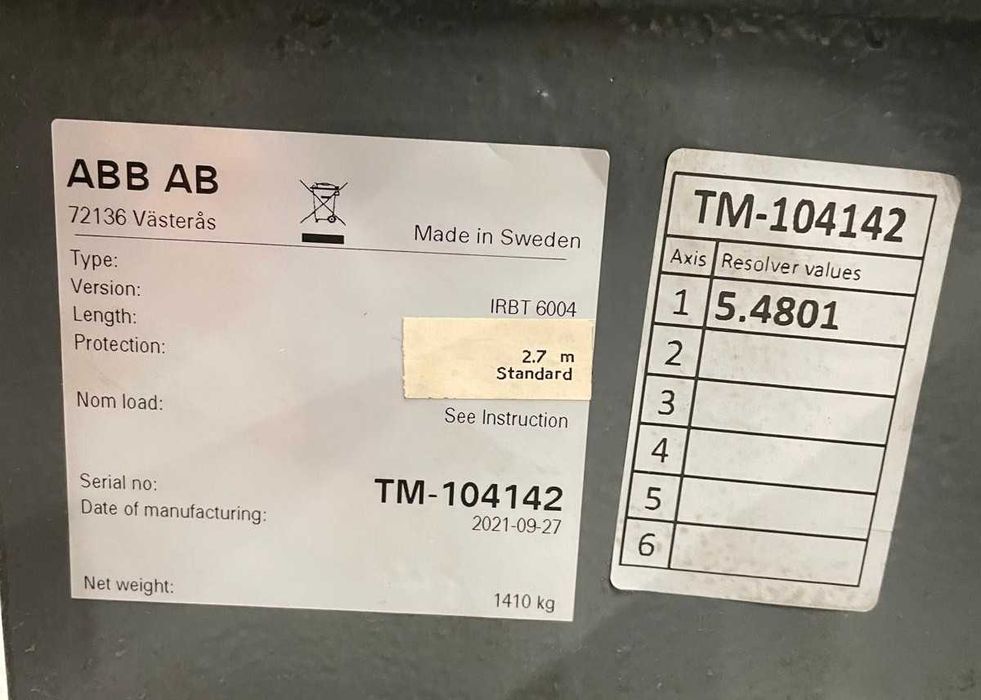 ABB AB
72136 Västerås
Made in Sweden
Type:
Version:
IRBT 6004
Length:
2.7 m
Protection:
Standard
Nom load:
See Instruction
Serial no:
TM-104142
Date of manufacturing:
2021-09-27
Net weight:
1410 kg
TM-104142
Axis Resolver values
1 5.4801
2
3
4
5
6